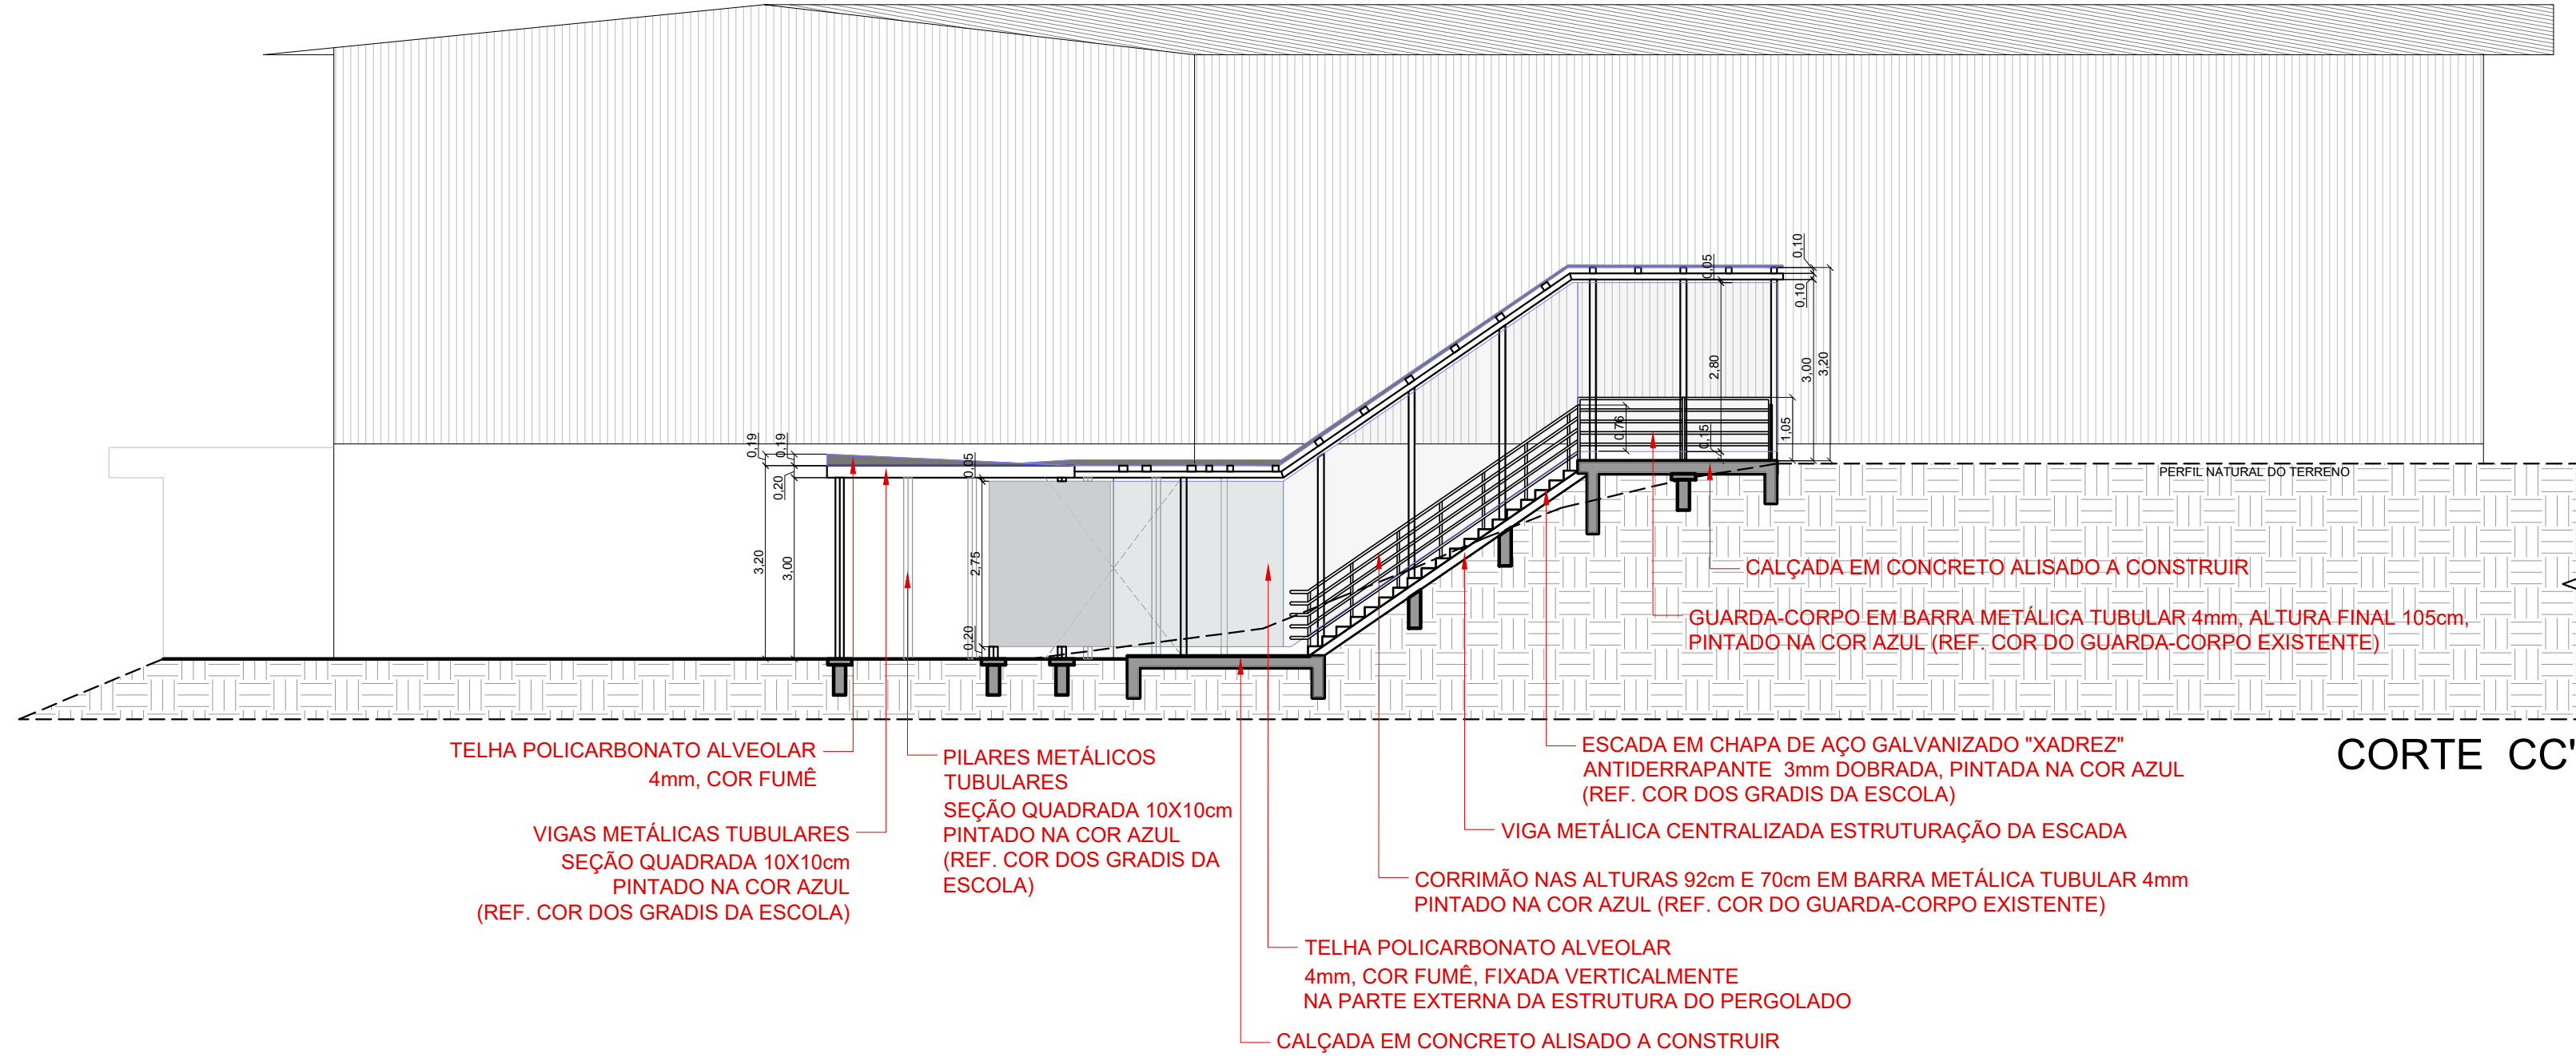 0,10
0,05
0,10
2,80
3,00
3,20
0,76
0,15
1,05
0,19
0,19
0,20
0,05
3,20
3,00
2,75
0,20
PERFIL NATURAL DO TERRENO
CALÇADA EM CONCRETO ALISADO A CONSTRUIR
GUARDA-CORPO EM BARRA METÁLICA TUBULAR 4mm, ALTURA FINAL 105cm,
PINTADO NA COR AZUL (REF. COR DO GUARDA-CORPO EXISTENTE)
TELHA POLICARBONATO ALVEOLAR
4mm, COR FUMÊ
VIGAS METÁLICAS TUBULARES
SEÇÃO QUADRADA 10X10cm
PINTADO NA COR AZUL
(REF. COR DOS GRADIS DA ESCOLA)
PILARES METÁLICOS
TUBULARES
SEÇÃO QUADRADA 10X10cm
PINTADO NA COR AZUL
(REF. COR DOS GRADIS DA
ESCOLA)
ESCADA EM CHAPA DE AÇO GALVANIZADO "XADREZ"
ANTIDERRAPANTE 3mm DOBRADA, PINTADA NA COR AZUL
(REF. COR DOS GRADIS DA ESCOLA)
CORTE CC'
VIGA METÁLICA CENTRALIZADA ESTRUTURAÇÃO DA ESCADA
CORRIMÃO NAS ALTURAS 92cm E 70cm EM BARRA METÁLICA TUBULAR 4mm
PINTADO NA COR AZUL (REF. COR DO GUARDA-CORPO EXISTENTE)
TELHA POLICARBONATO ALVEOLAR
4mm, COR FUMÊ, FIXADA VERTICALMENTE
NA PARTE EXTERNA DA ESTRUTURA DO PERGOLADO
CALÇADA EM CONCRETO ALISADO A CONSTRUIR